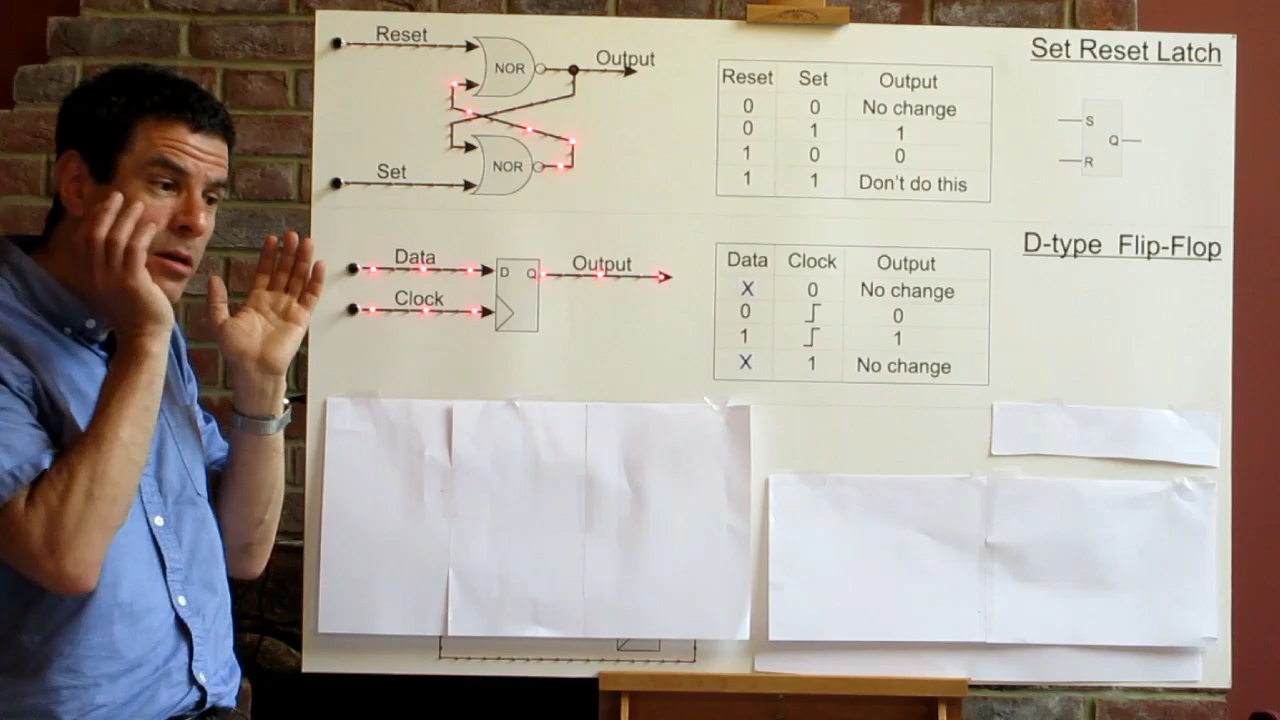 Set Reset Latch
Reset
NOR
Output
Set
NOR
Reset Set Output
0 0 No change
0 1 1
1 0 0
1 1 Don't do this
S
Q
R
D-type Flip-Flop
Data
Clock
D Q
Output
Data Clock Output
X 0 No change
0 0
1 1
X 1 No change